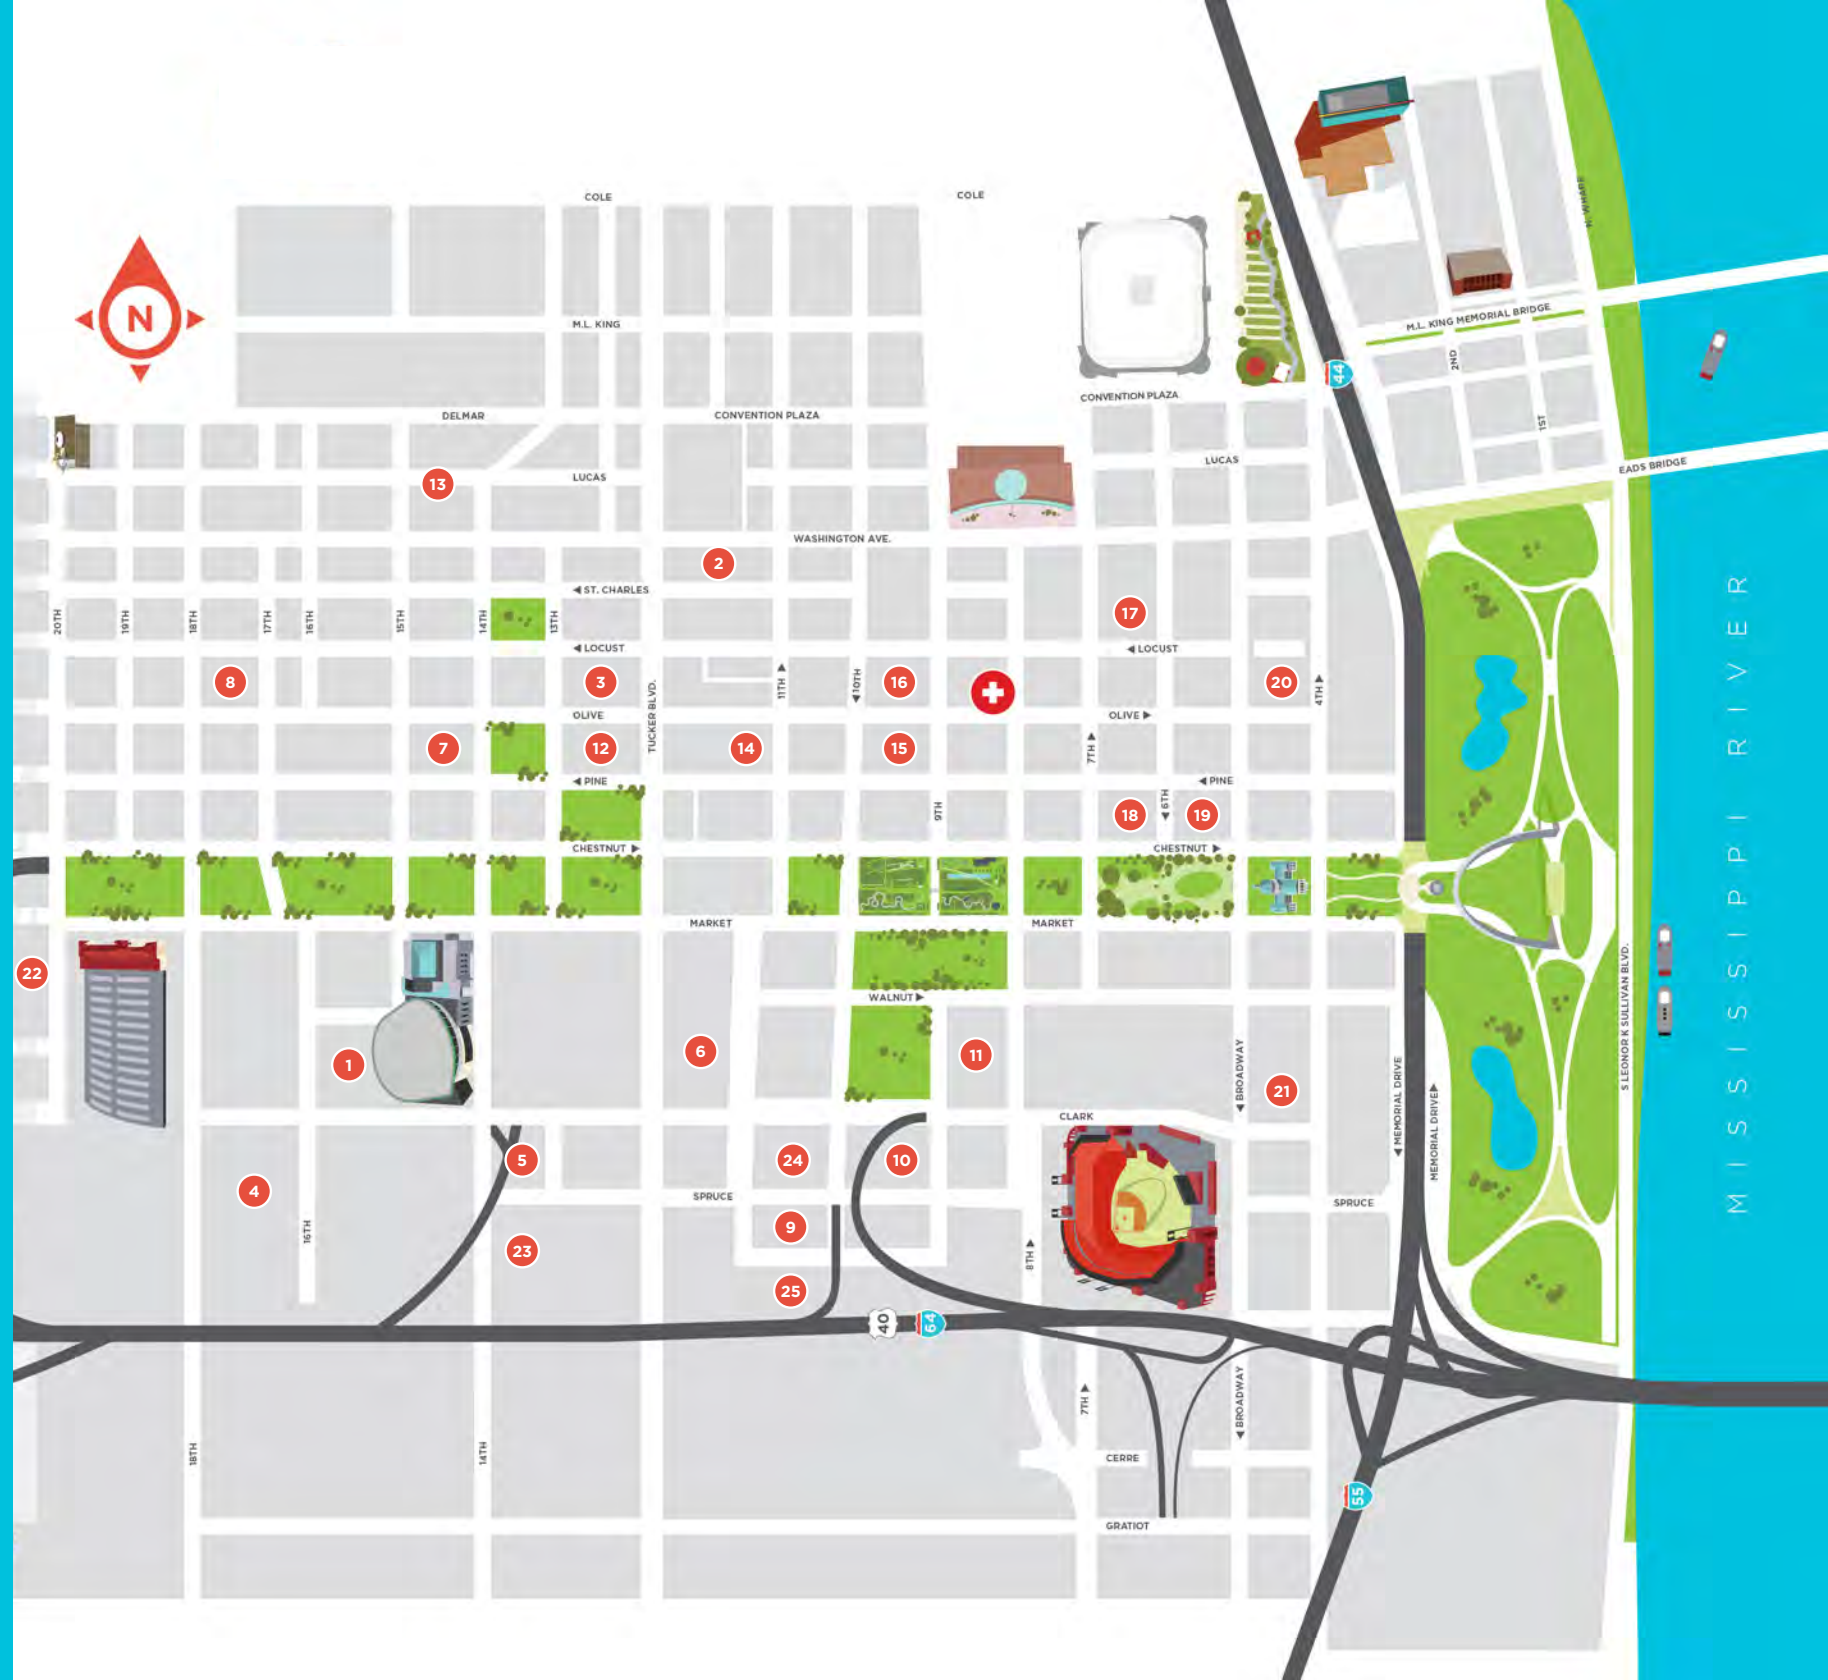 COLE
COLE
N. WHARF
N
M.L. KING
M.L. KING MEMORIAL BRIDGE
44
2ND
1ST
DELMAR
CONVENTION PLAZA
CONVENTION PLAZA
LUCAS
LUCAS
EADS BRIDGE
13
WASHINGTON AVE.
2
ST. CHARLES
20TH
19TH
18TH
17TH
16TH
15TH
14TH
13TH
17
LOCUST
LOCUST
8
3
TUCKER BLVD.
11TH
10TH
16
20
4TH
OLIVE
OLIVE
7
12
14
15
7TH
PINE
PINE
9TH
18
6TH
19
CHESTNUT
CHESTNUT
MARKET
MARKET
MISSISSIPPI RIVER
22
WALNUT
S LEONOR K SULLIVAN BLVD.
1
6
11
BROADWAY
21
MEMORIAL DRIVE
MEMORIAL DRIVE
CLARK
5
24
10
4
SPRUCE
SPRUCE
16TH
9
23
8TH
25
40
64
7TH
BROADWAY
18TH
14TH
CERRE
55
GRATIOT